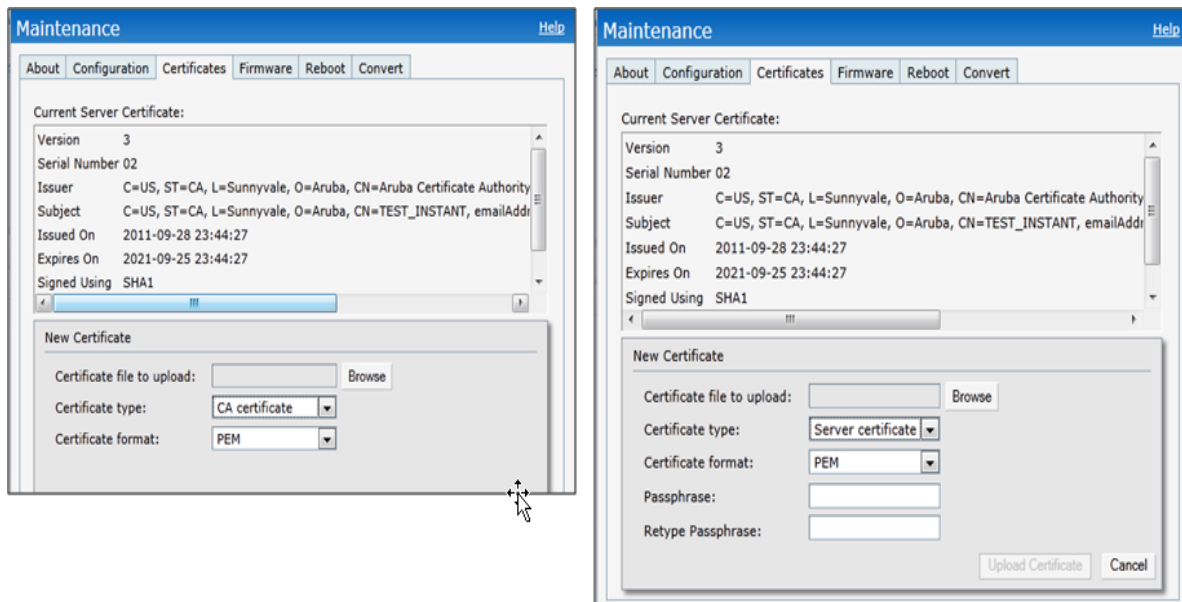 Maintenance Help
About Configuration Certificates Firmware Reboot Convert
Current Server Certificate:
Version 3
Serial Number 02
Issuer C=US, ST=CA, L=Sunnyvale, O=Aruba, CN=Aruba Certificate Authority
Subject C=US, ST=CA, L=Sunnyvale, O=Aruba, CN=TEST_INSTANT, emailAddr
Issued On 2011-09-28 23:44:27
Expires On 2021-09-25 23:44:27
Signed Using SHA1
New Certificate
Certificate file to upload: Browse
Certificate type: CA certificate
Certificate format: PEM
Maintenance Help
About Configuration Certificates Firmware Reboot Convert
Current Server Certificate:
Version 3
Serial Number 02
Issuer C=US, ST=CA, L=Sunnyvale, O=Aruba, CN=Aruba Certificate Authority
Subject C=US, ST=CA, L=Sunnyvale, O=Aruba, CN=TEST_INSTANT, emailAddr
Issued On 2011-09-28 23:44:27
Expires On 2021-09-25 23:44:27
Signed Using SHA1
New Certificate
Certificate file to upload: Browse
Certificate type: Server certificate
Certificate format: PEM
Passphrase:
Retype Passphrase:
Upload Certificate Cancel